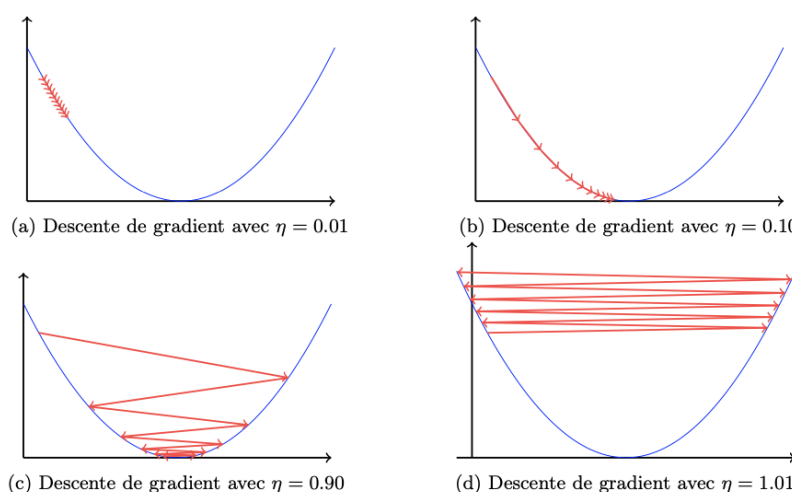 (a) Descente de gradient avec η = 0.01
(b) Descente de gradient avec η = 0.10
(c) Descente de gradient avec η = 0.90
(d) Descente de gradient avec η = 1.01